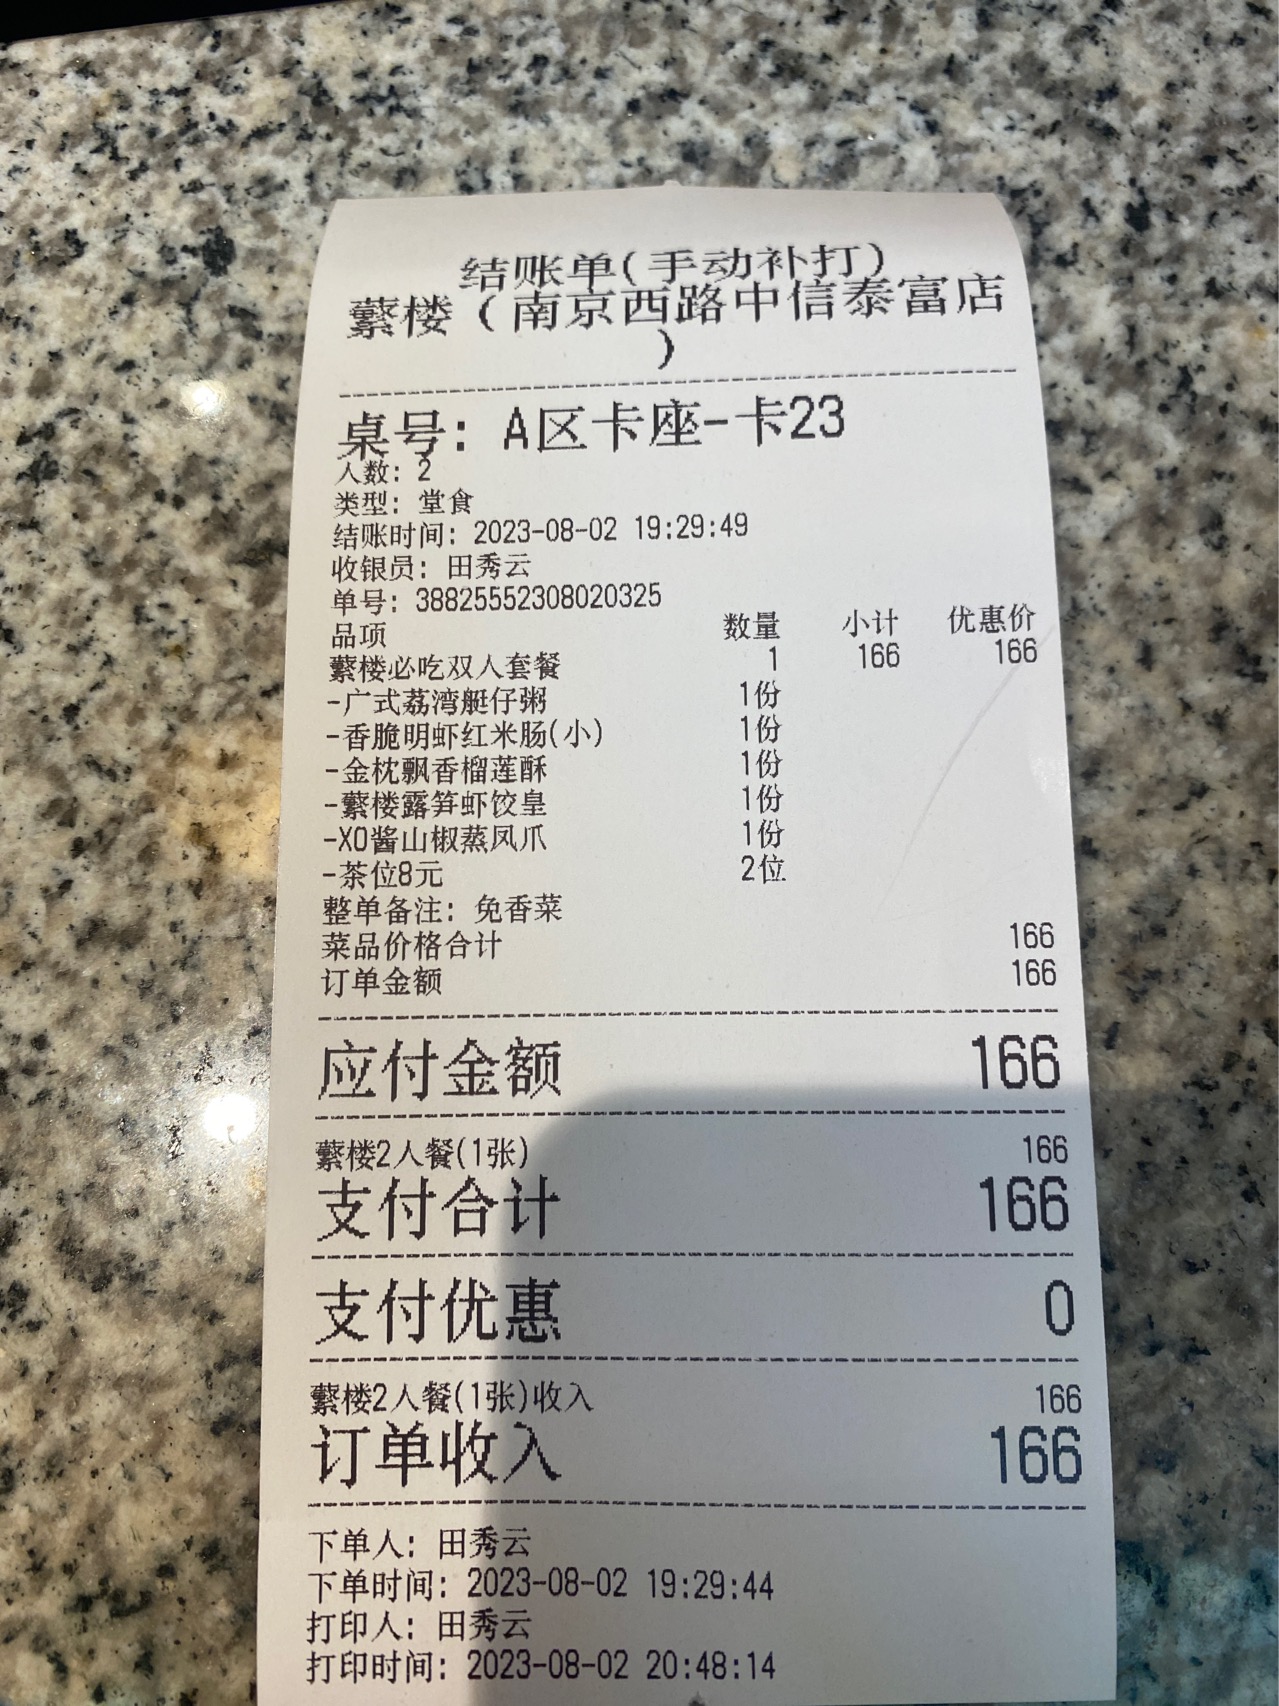 结账单(手动补打)
蘩楼（南京西路中信泰富店
）
桌号: A区卡座-卡23
人数: 2
类型: 堂食
结账时间: 2023-08-02 19:29:49
收银员: 田秀云
单号: 38825552308020325
品项 数量 小计 优惠价
蘩楼必吃双人套餐 1 166 166
-广式荔湾艇仔粥 1份
-香脆明虾红米肠(小) 1份
-金枕飘香榴莲酥 1份
-蘩楼露笋虾饺皇 1份
-XO酱山椒蒸凤爪 1份
-茶位8元 2位
整单备注: 免香菜
菜品价格合计 166
订单金额 166
应付金额 166
蘩楼2人餐(1张) 166
支付合计 166
支付优惠 0
蘩楼2人餐(1张)收入 166
订单收入 166
下单人: 田秀云
下单时间: 2023-08-02 19:29:44
打印人: 田秀云
打印时间: 2023-08-02 20:48:14